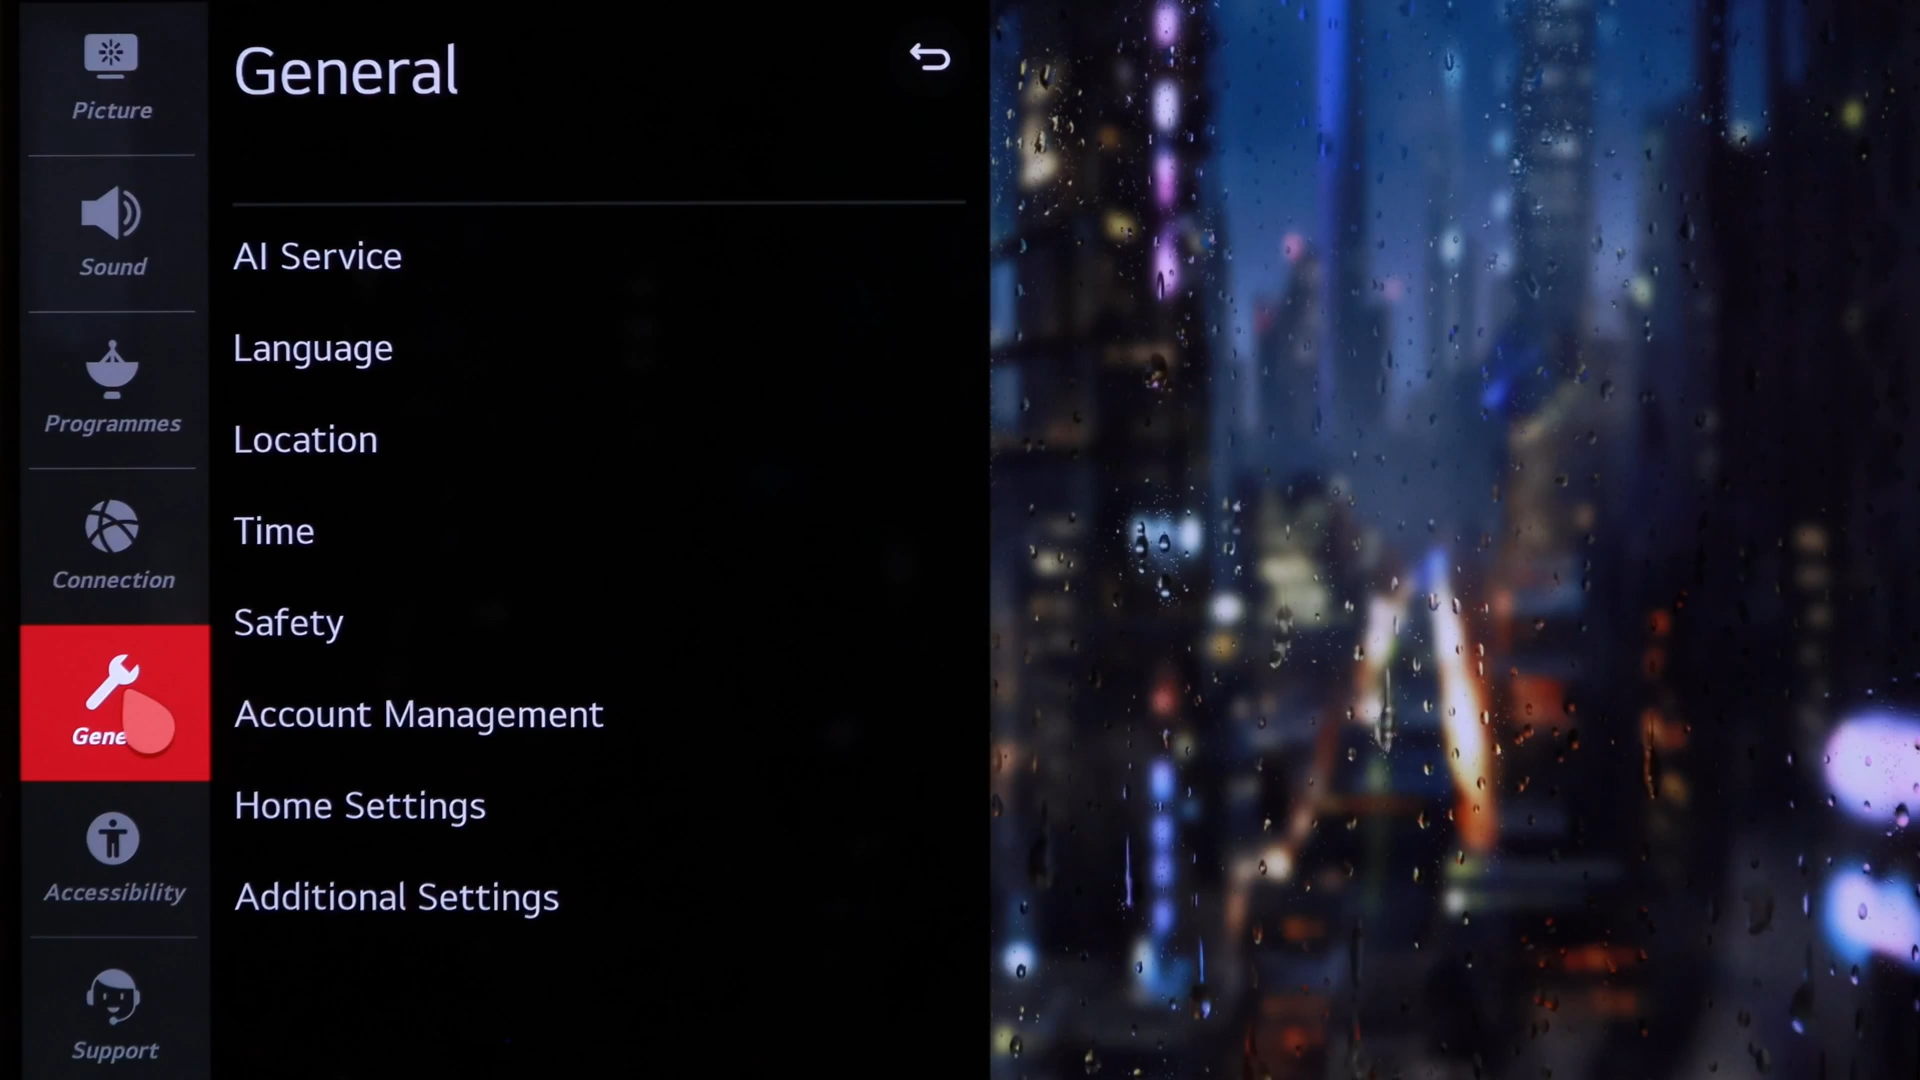 General
Picture
Sound
Programmes
Connection
Gene
Accessibility
Support
AI Service
Language
Location
Time
Safety
Account Management
Home Settings
Additional Settings